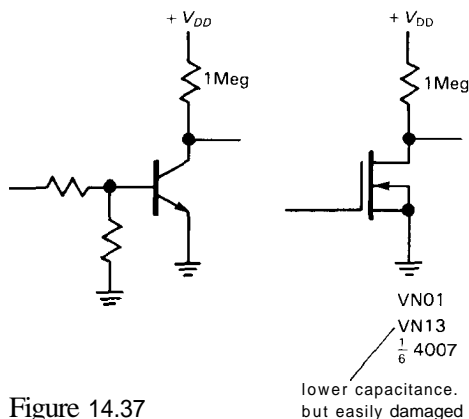 + V_DD
1Meg
+ V_DD
1Meg
VN01
VN13
1/6 4007
lower capacitance.
but easily damaged
Figure 14.37